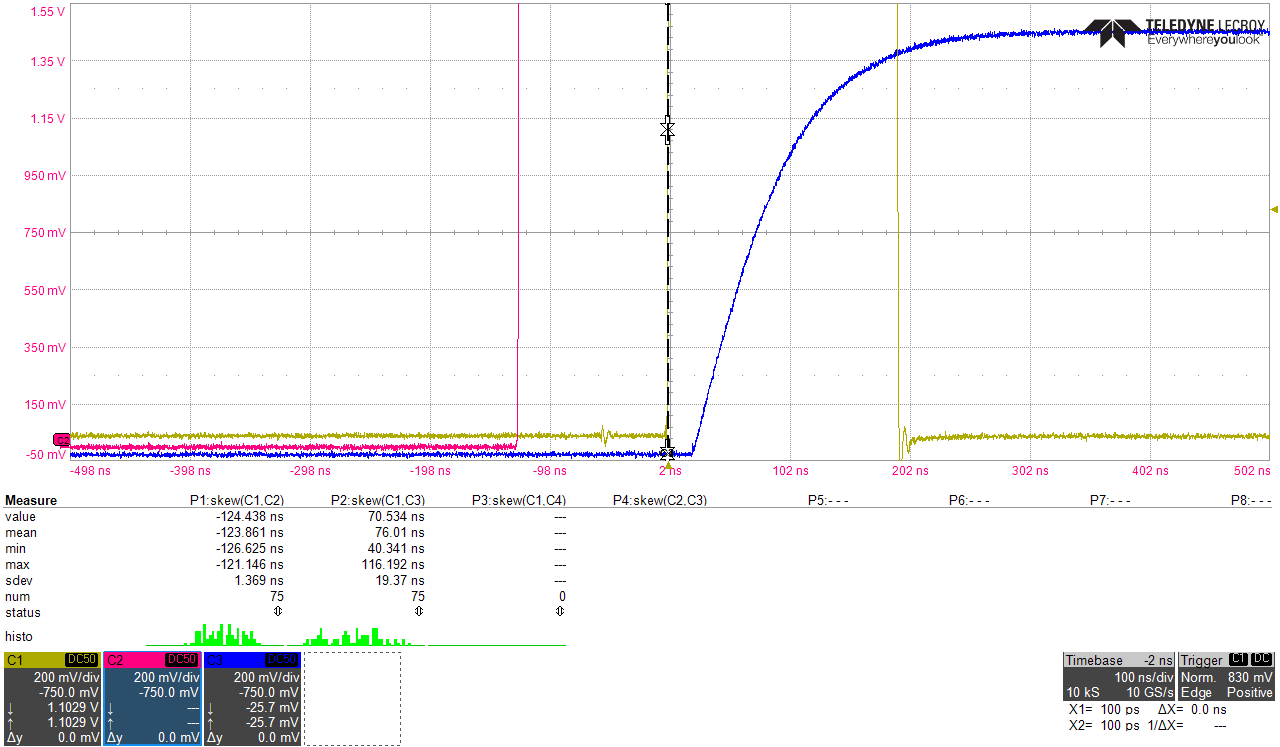 1.55 V
TELEDYNE LECROY
Everywhereyoulook
1.35 V
1.15 V
950 mV
750 mV
550 mV
350 mV
150 mV
C2
-50 mV
-498 ns -398 ns -298 ns -198 ns -98 ns 2 ns 102 ns 202 ns 302 ns 402 ns 502 ns
Measure P1:skew(C1,C2) P2:skew(C1,C3) P3:skew(C1,C4) P4:skew(C2,C3) P5:- - - P6:- - - P7:- - - P8:- - -
value -124.438 ns 70.534 ns ---
mean -123.861 ns 76.01 ns ---
min -126.625 ns 40.341 ns ---
max -121.146 ns 116.192 ns ---
sdev 1.369 ns 19.37 ns ---
num 75 75 0
status
histo
C1 DC50 C2 DC50 C3 DC50 Timebase -2 ns Trigger C1 DC
200 mV/div 200 mV/div 200 mV/div 100 ns/div Norm. 830 mV
-750.0 mV -750.0 mV -750.0 mV 10 kS 10 GS/s Edge Positive
↓ 1.1029 V ↓ --- ↓ -25.7 mV X1= 100 ps ΔX= 0.0 ns
↑ 1.1029 V ↑ --- ↑ -25.7 mV X2= 100 ps 1/ΔX= ---
Δy 0.0 mV Δy 0.0 mV Δy 0.0 mV